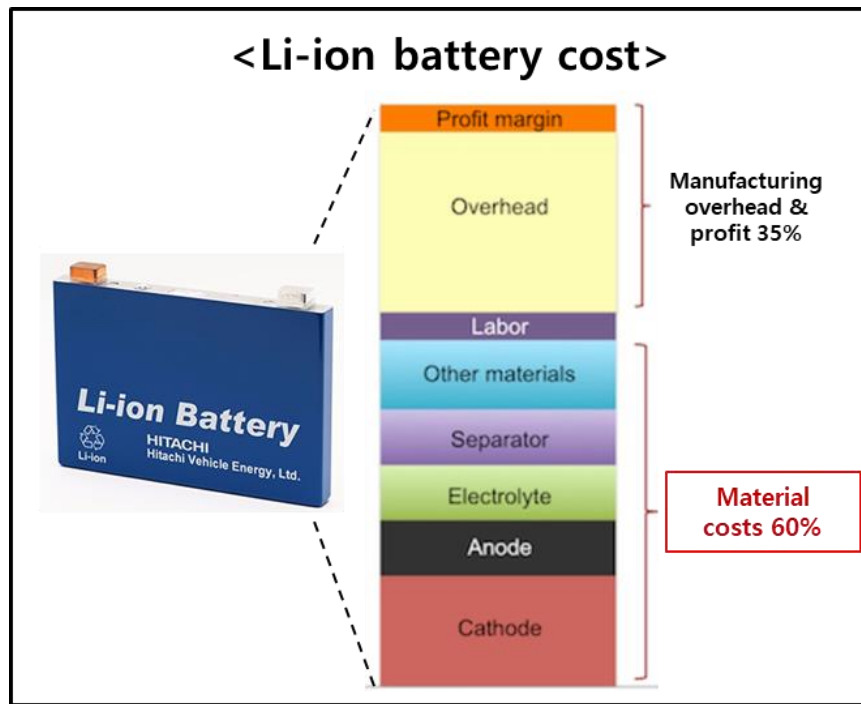 <Li-ion battery cost>
Profit margin
Overhead
Manufacturing
overhead &
profit 35%
Labor
Other materials
Separator
Electrolyte
Anode
Cathode
Material
costs 60%
Li-ion Battery
Li-ion
HITACHI
Hitachi Vehicle Energy, Ltd.